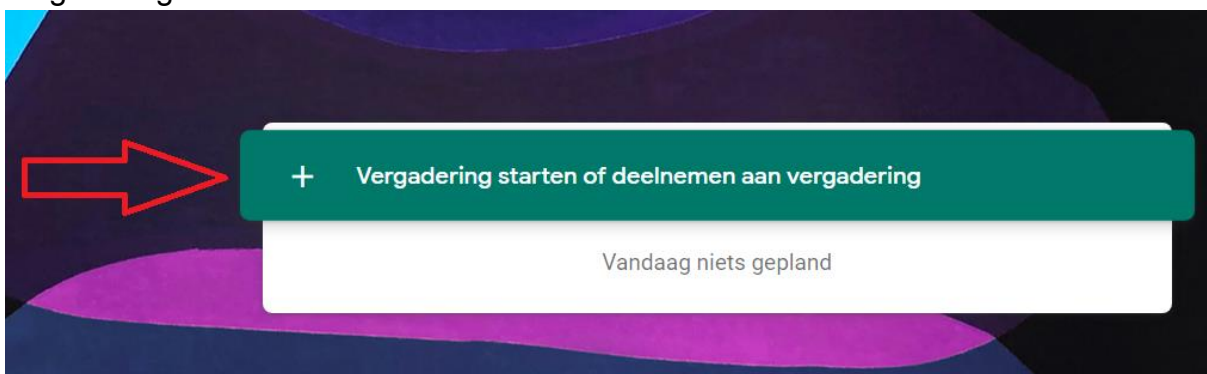 + Vergadering starten of deelnemen aan vergadering
Vandaag niets gepland